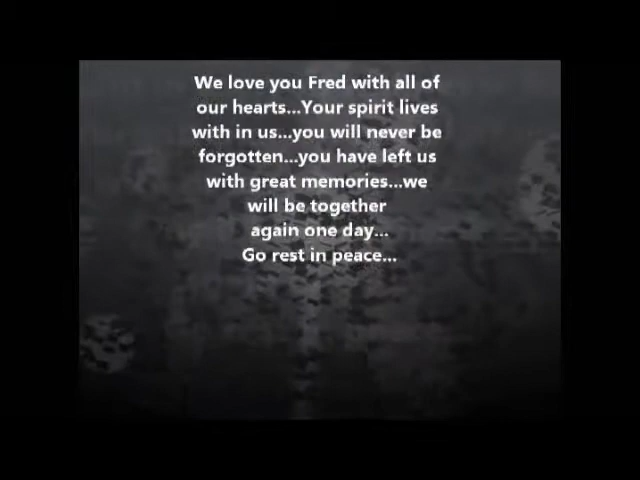 We love you Fred with all of
our hearts...Your spirit lives
with in us...you will never be
forgotten...you have left us
with great memories...we
will be together
again one day...
Go rest in peace...